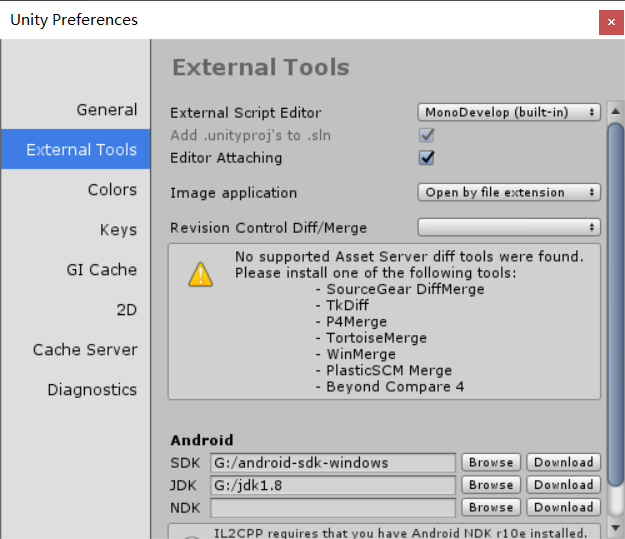 Unity Preferences
External Tools
General
External Tools
Colors
Keys
GI Cache
2D
Cache Server
Diagnostics
External Script Editor MonoDevelop (built-in)
Add .unityproj's to .sln
Editor Attaching
Image application Open by file extension
Revision Control Diff/Merge
No supported Asset Server diff tools were found.
Please install one of the following tools:
- SourceGear DiffMerge
- TkDiff
- P4Merge
- TortoiseMerge
- WinMerge
- PlasticSCM Merge
- Beyond Compare 4
Android
SDK G:/android-sdk-windows Browse Download
JDK G:/jdk1.8 Browse Download
NDK Browse Download
IL2CPP requires that you have Android NDK r10e installed.